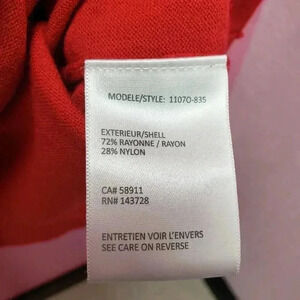 MODELE/STYLE: 11070-835
EXTERIEUR/SHELL
72% RAYONNE / RAYON
28% NYLON
CA# 58911
RN# 143728
ENTRETIEN VOIR L'ENVERS
SEE CARE ON REVERSE